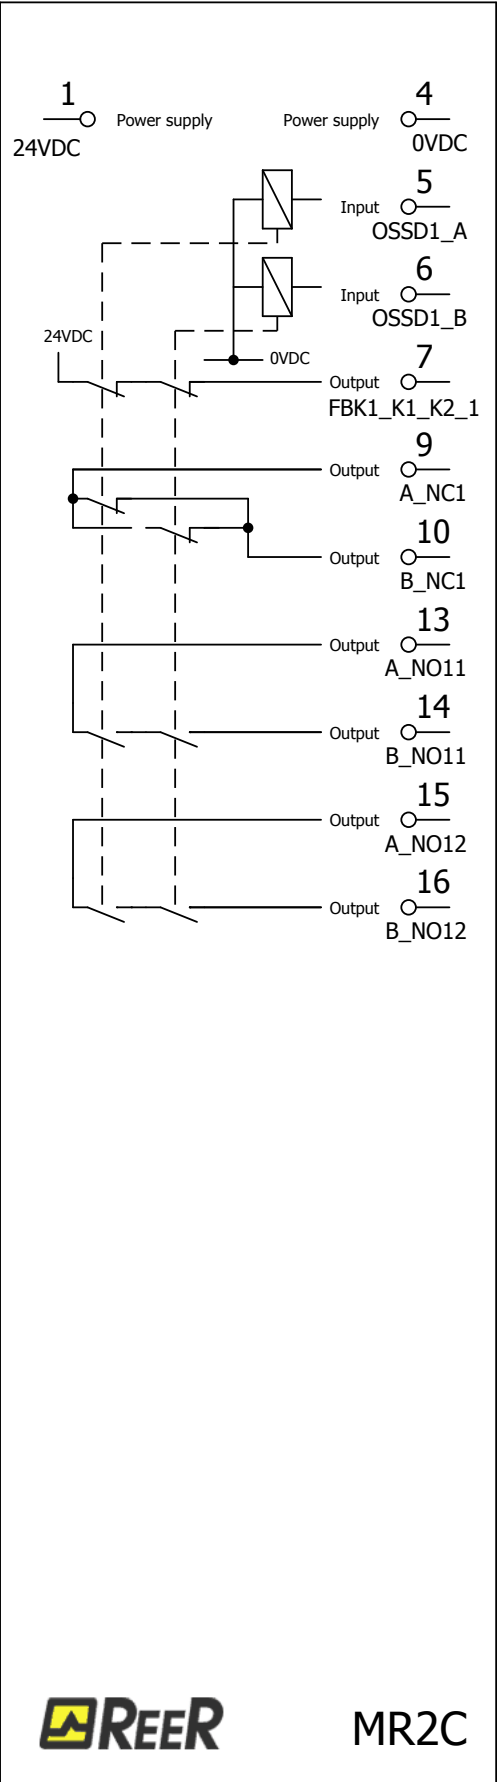 1
4
Power supply
Power supply
24VDC
0VDC
5
Input
OSSD1_A
6
Input
OSSD1_B
24VDC
0VDC
7
Output
FBK1_K1_K2_1
9
Output
A_NC1
10
Output
B_NC1
13
Output
A_NO11
14
Output
B_NO11
15
Output
A_NO12
16
Output
B_NO12
REER
MR2C